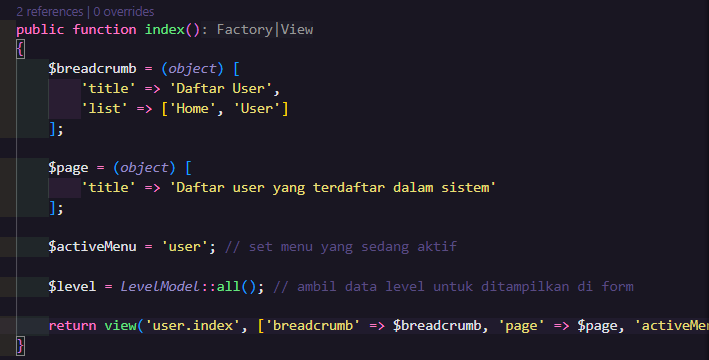 2 references | 0 overrides
public function index(): Factory|View
{
    $breadcrumb = (object) [
        'title' => 'Daftar User',
        'list' => ['Home', 'User']
    ];

    $page = (object) [
        'title' => 'Daftar user yang terdaftar dalam sistem'
    ];

    $activeMenu = 'user'; // set menu yang sedang aktif

    $level = LevelModel::all(); // ambil data level untuk ditampilkan di form

    return view('user.index', ['breadcrumb' => $breadcrumb, 'page' => $page, 'activeMe
}